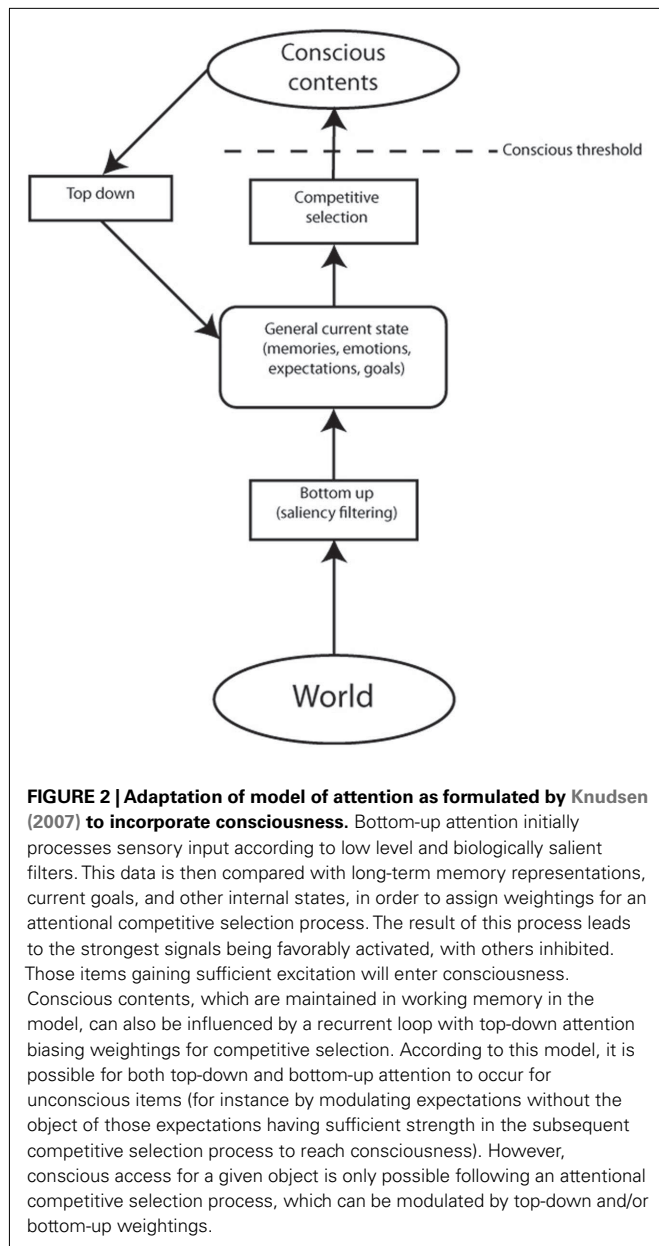 Conscious
contents
Conscious threshold
Top down
Competitive
selection
General current state
(memories, emotions,
expectations, goals)
Bottom up
(saliency filtering)
World
FIGURE 2 | Adaptation of model of attention as formulated by Knudsen
(2007) to incorporate consciousness. Bottom-up attention initially
processes sensory input according to low level and biologically salient
filters. This data is then compared with long-term memory representations,
current goals, and other internal states, in order to assign weightings for an
attentional competitive selection process. The result of this process leads
to the strongest signals being favorably activated, with others inhibited.
Those items gaining sufficient excitation will enter consciousness.
Conscious contents, which are maintained in working memory in the
model, can also be influenced by a recurrent loop with top-down attention
biasing weightings for competitive selection. According to this model, it is
possible for both top-down and bottom-up attention to occur for
unconscious items (for instance by modulating expectations without the
object of those expectations having sufficient strength in the subsequent
competitive selection process to reach consciousness). However,
conscious access for a given object is only possible following an attentional
competitive selection process, which can be modulated by top-down and/or
bottom-up weightings.